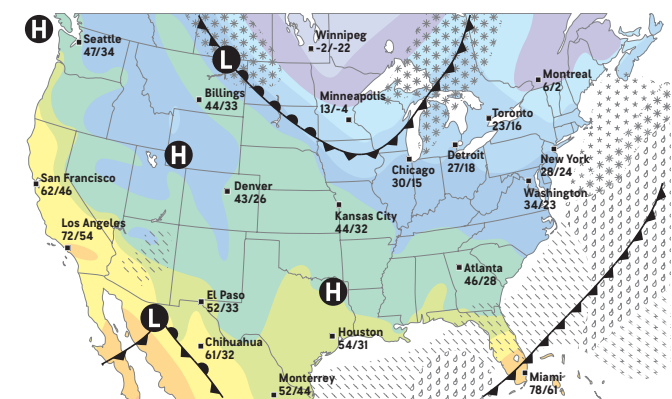 H
Seattle
47/34
Winnipeg
-2/-22
L
Billings
44/33
Minneapolis
13/-4
Montreal
6/2
Toronto
23/16
H
Detroit
27/18
New York
28/24
Chicago
30/15
San Francisco
62/46
Denver
43/26
Washington
34/23
Kansas City
44/32
Los Angeles
72/54
Atlanta
46/28
H
El Paso
52/33
L
Houston
54/31
Chihuahua
61/32
Monterrey
52/44
Miami
78/61